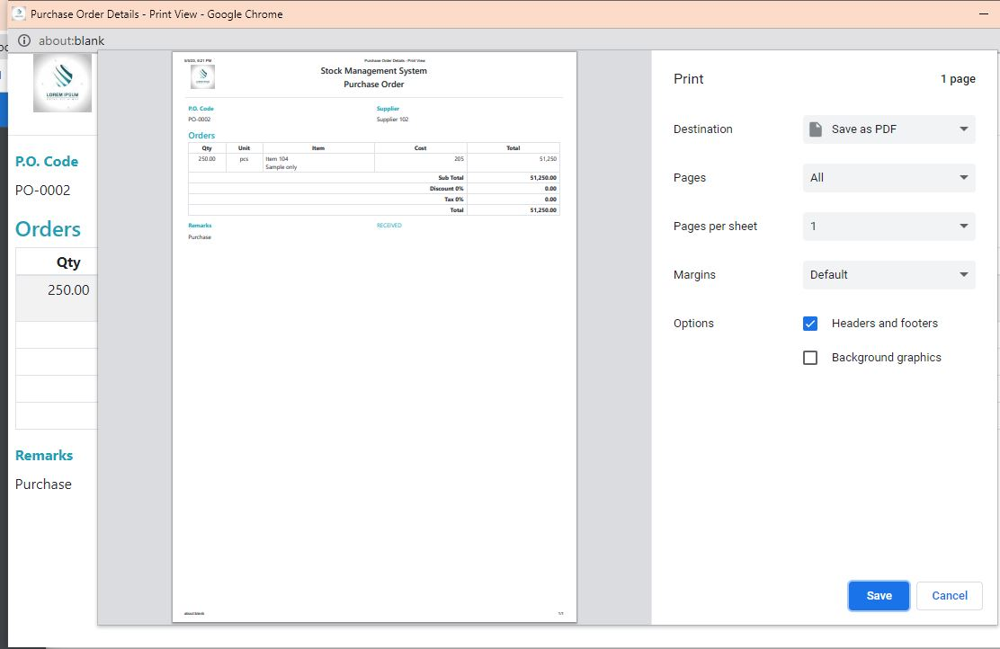 Purchase Order Details - Print View - Google Chrome
about:blank
LOREM IPSUM
P.O. Code
PO-0002
Orders
Qty
250.00
Remarks
Purchase
Purchase Order Details - Print View
Stock Management System
Purchase Order
P.O. Code
Supplier
PO-0002
Supplier 102
Orders
Qty Unit Item Cost Total
250.00 pcs Item 104 205 51,250
Sample only
Sub Total 51,250.00
Discount 0% 0.00
Tax 0% 0.00
Total 51,250.00
Remarks
RECEIVED
Purchase
about:blank
1/1
Print 1 page
Destination Save as PDF
Pages All
Pages per sheet 1
Margins Default
Options Headers and footers
Background graphics
Save Cancel